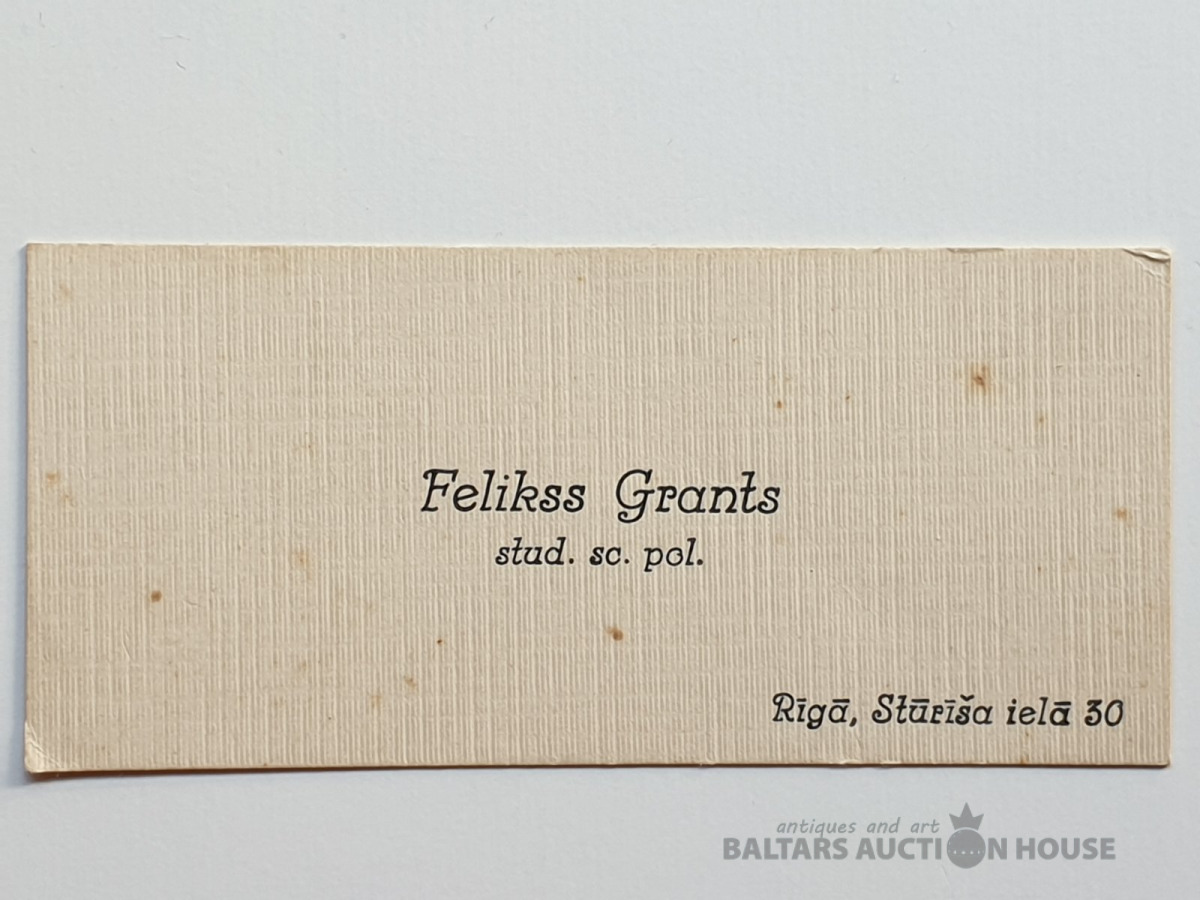 Felikss Grants
stud. sc. pol.
Rīgā, Stūrīša ielā 30
antiques and art
BALTARS AUCTION HOUSE